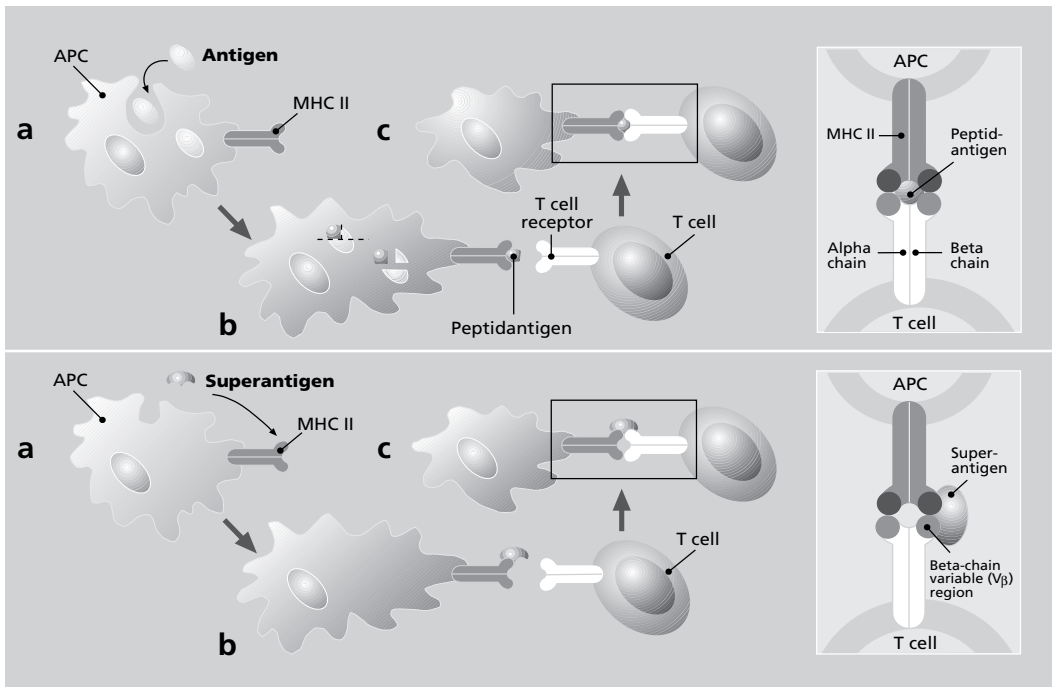 APC
Antigen
MHC II
a
c
T cell
receptor
T cell
b
Peptidantigen
APC
MHC II
Peptid-
antigen
Alpha
chain
Beta
chain
T cell
APC
Superantigen
MHC II
a
c
T cell
b
APC
Super-
antigen
Beta-chain
variable (Vβ)
region
T cell